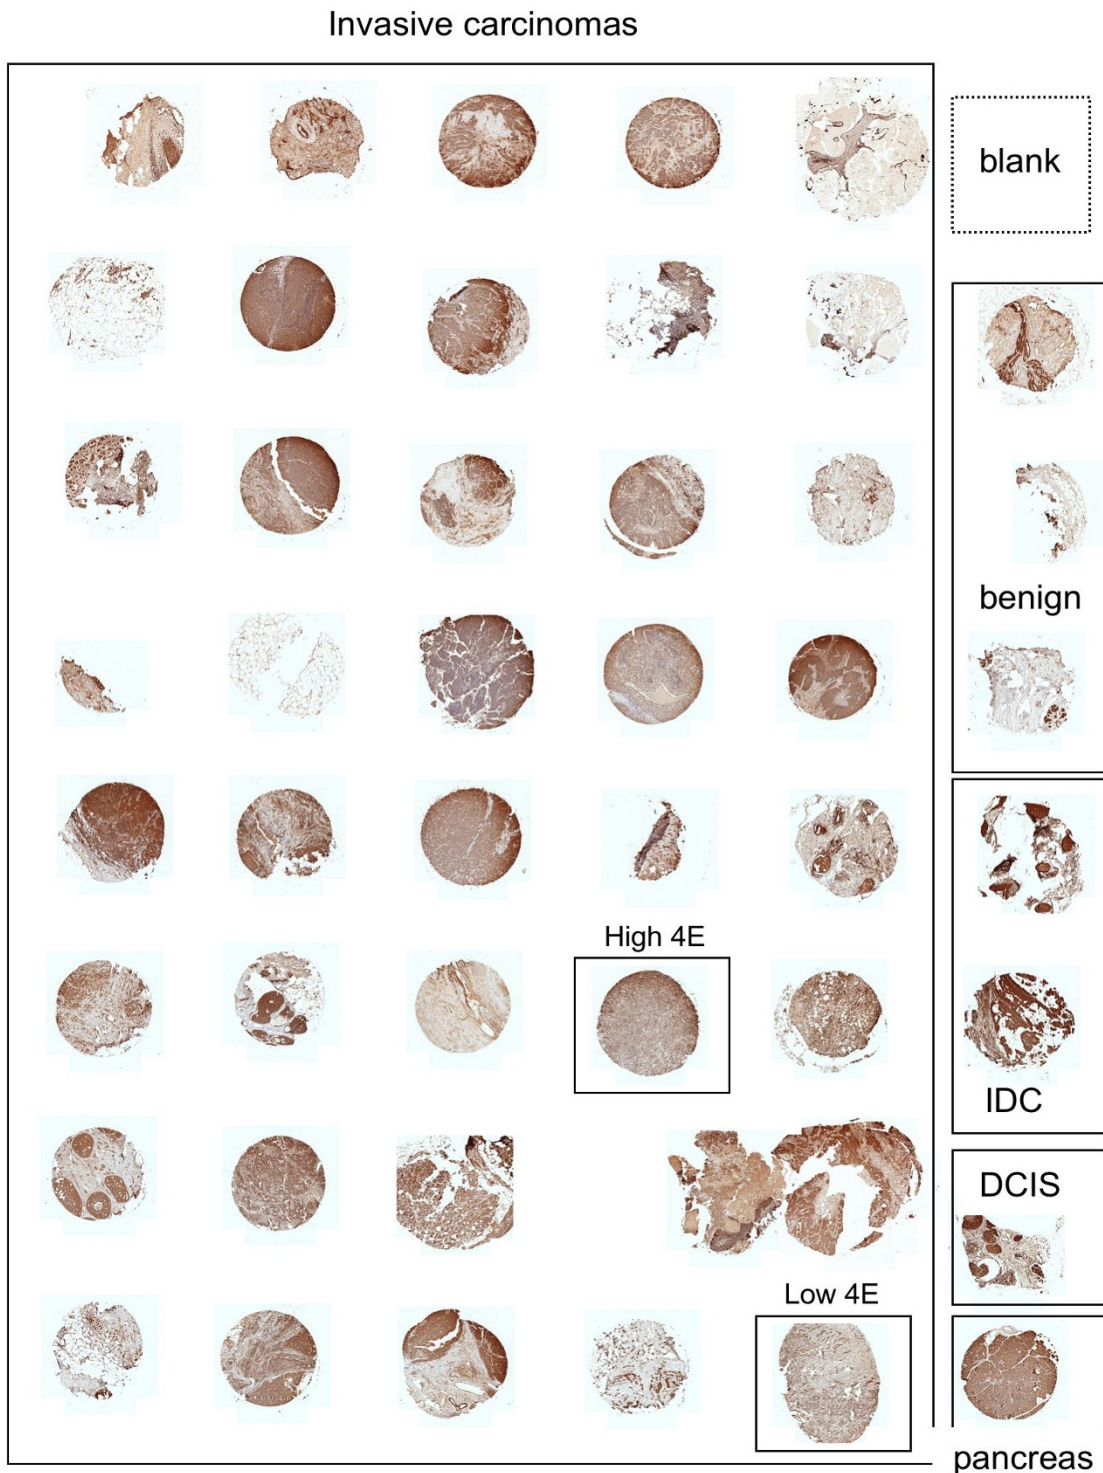 Invasive carcinomas
blank
benign
High 4E
IDC
DCIS
Low 4E
pancreas